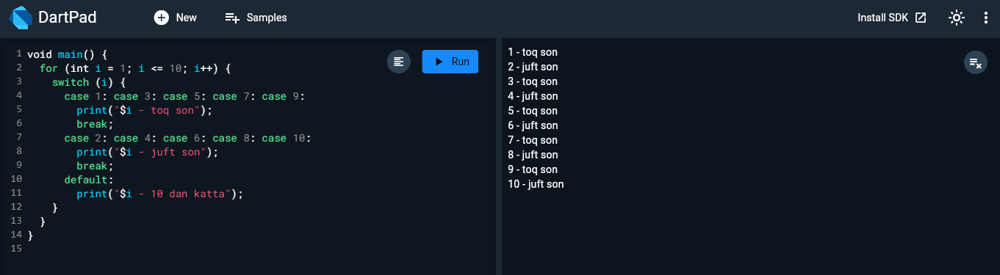 DartPad New Samples Install SDK
Run
1 void main() {
2 for (int i = 1; i <= 10; i++) {
3 switch (i) {
4 case 1: case 3: case 5: case 7: case 9:
5 print("$i - toq son");
6 break;
7 case 2: case 4: case 6: case 8: case 10:
8 print("$i - juft son");
9 break;
10 default:
11 print("$i - 10 dan katta");
12 }
13 }
14 }
15
1 - toq son
2 - juft son
3 - toq son
4 - juft son
5 - toq son
6 - juft son
7 - toq son
8 - juft son
9 - toq son
10 - juft son